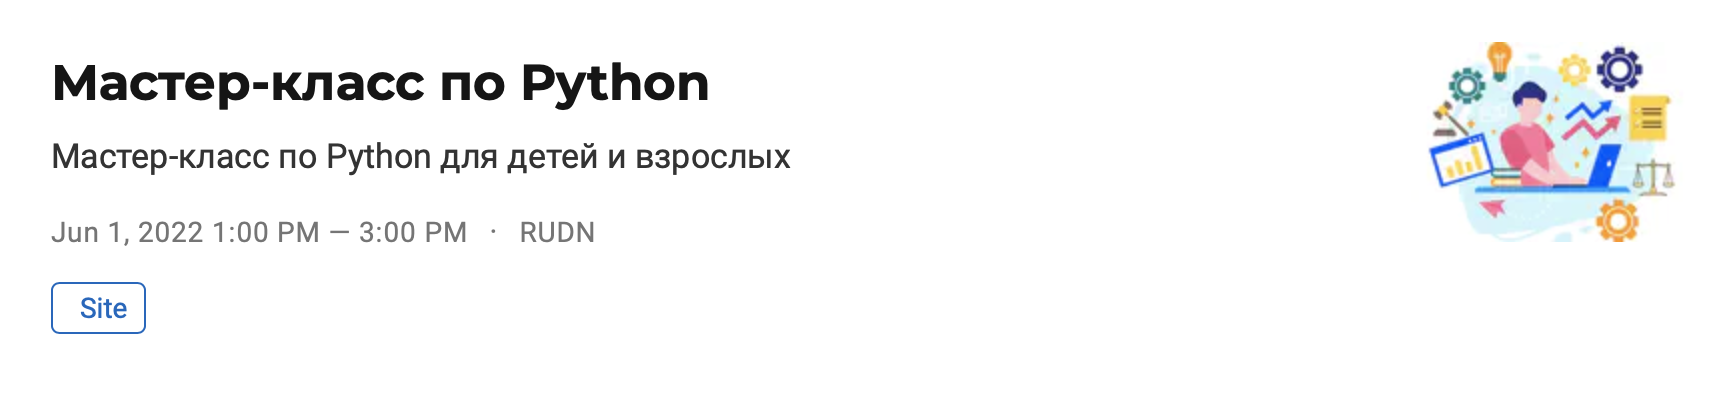 Мастер-класс по Python
Мастер-класс по Python для детей и взрослых
Jun 1, 2022 1:00 PM — 3:00 PM · RUDN
Site